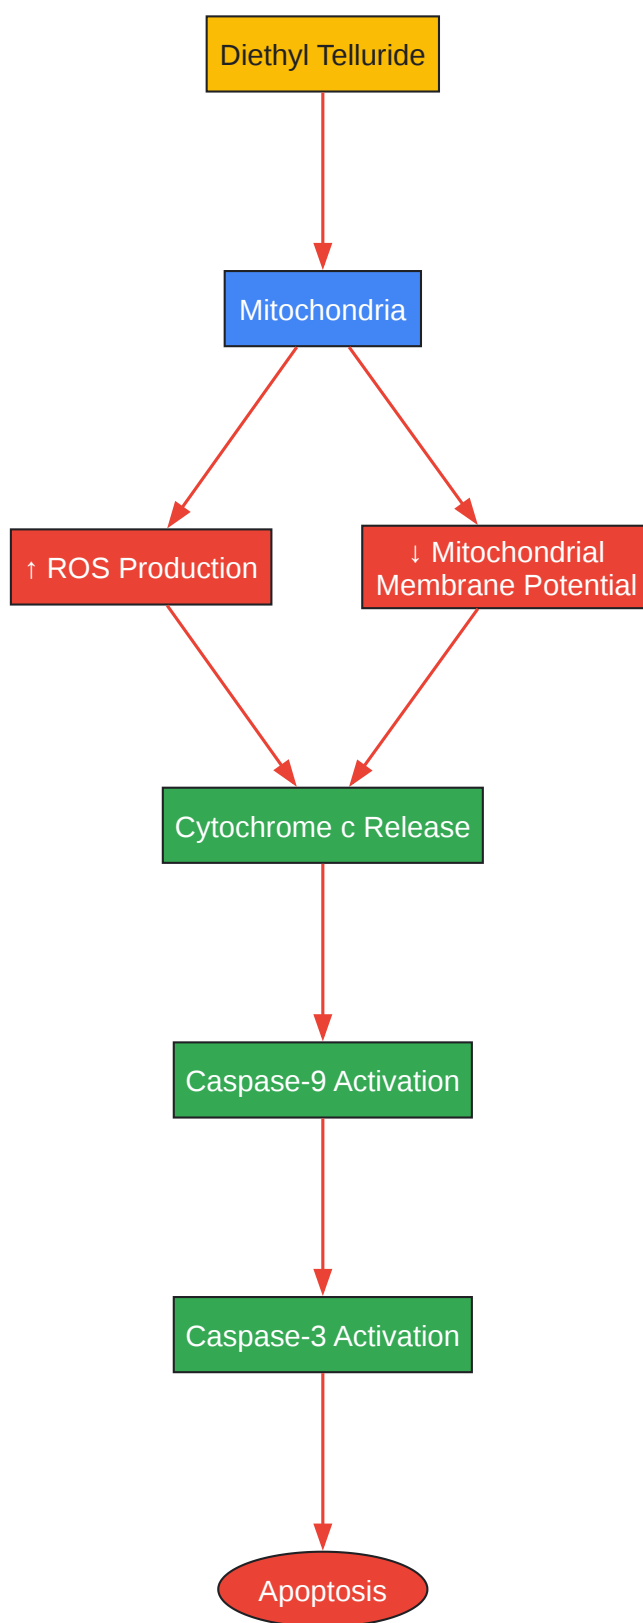 Diethyl Telluride
Mitochondria
↑ ROS Production
↓ Mitochondrial
Membrane Potential
Cytochrome c Release
Caspase-9 Activation
Caspase-3 Activation
Apoptosis